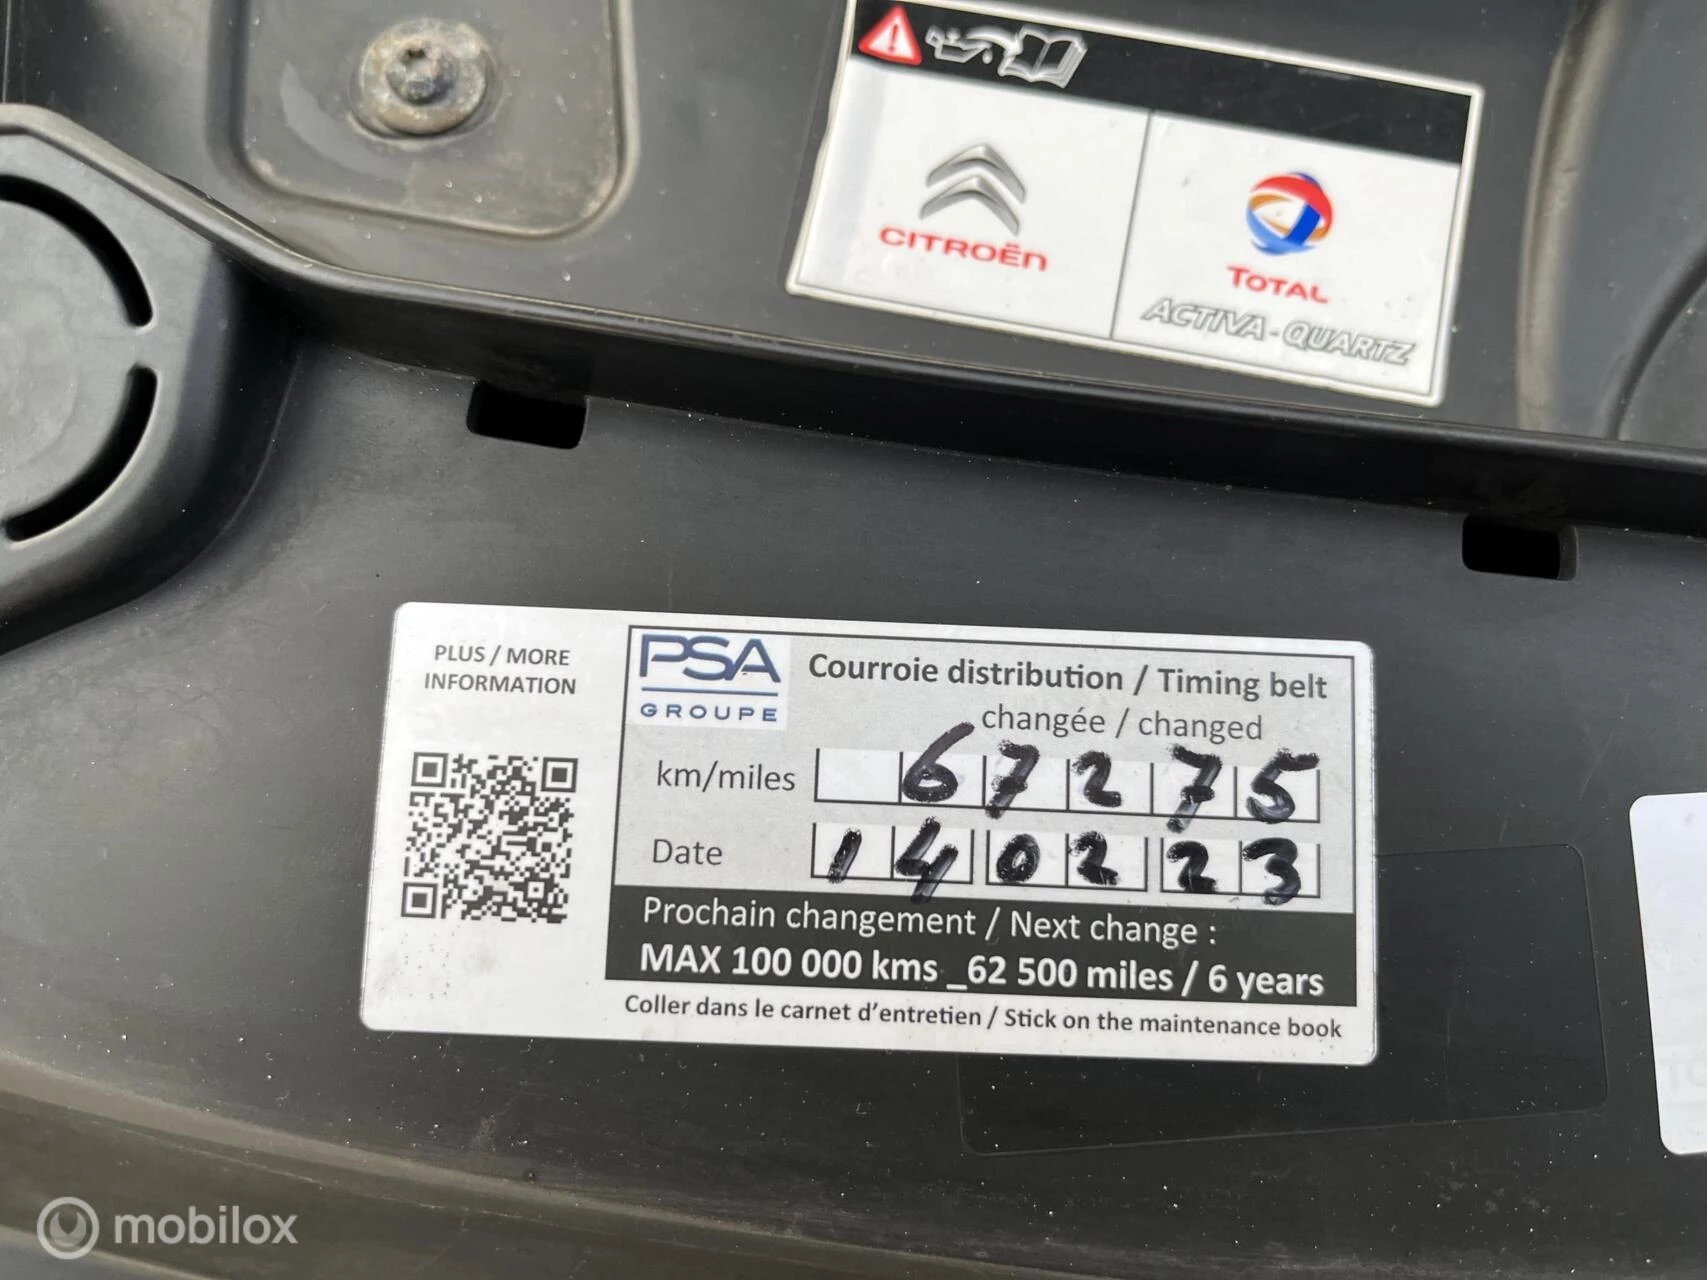 CITROËN
TOTAL
ACTIVA - QUARTZ
PLUS / MORE
INFORMATION
PSA
GROUPE
Courroie distribution / Timing belt
changée / changed
km/miles 67275
Date 14 02 23
Prochain changement / Next change :
MAX 100 000 kms _62 500 miles / 6 years
Coller dans le carnet d'entretien / Stick on the maintenance book
mobilox